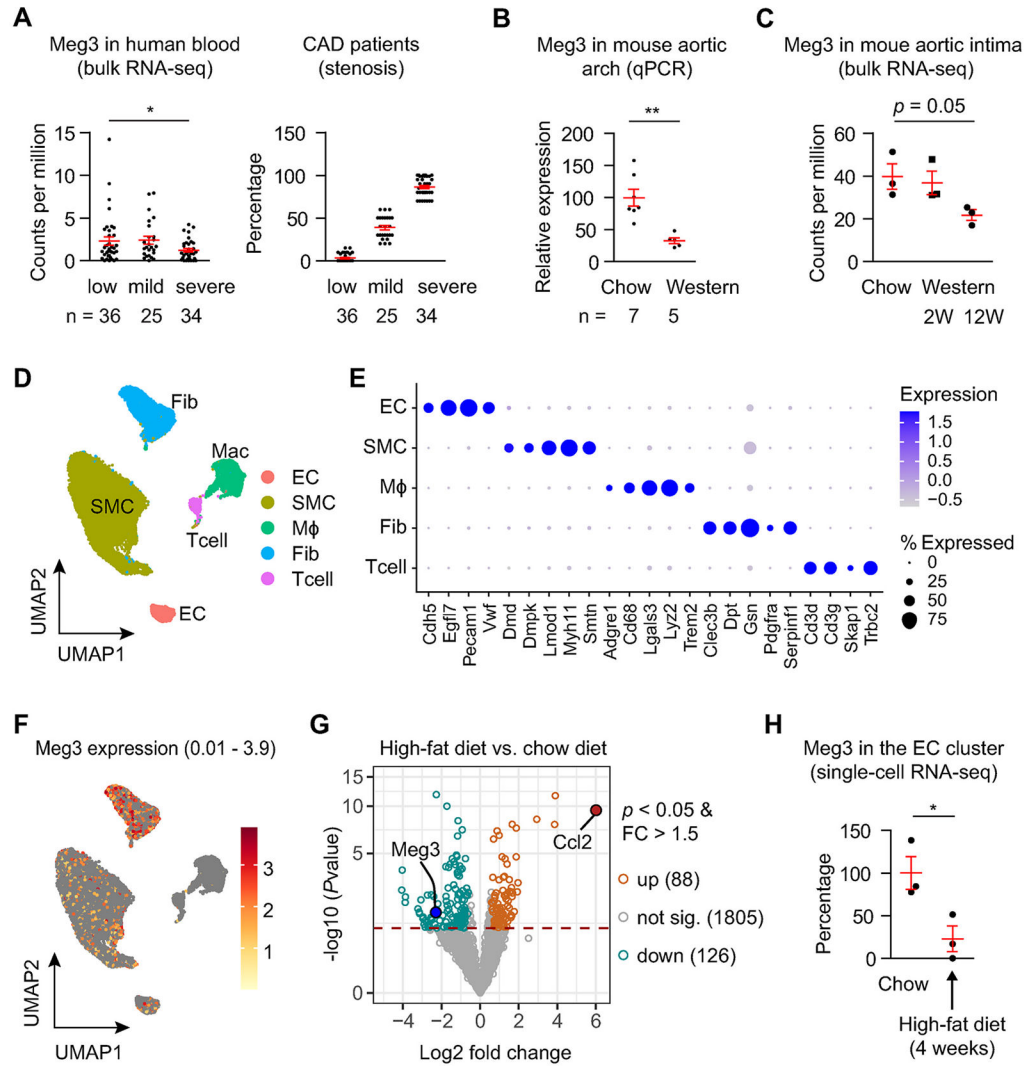 A
Meg3 in human blood
(bulk RNA-seq)
*
Counts per million
15
10
5
0
low mild severe
n = 36 25 34
CAD patients
(stenosis)
Percentage
150
100
50
0
low mild severe
36 25 34
B
Meg3 in mouse aortic
arch (qPCR)
**
Relative expression
200
150
100
50
0
Chow Western
n = 7 5
C
Meg3 in moue aortic intima
(bulk RNA-seq)
p = 0.05
Counts per million
60
40
20
0
Chow Western
2W 12W
D
Fib
Mac
SMC
Tcell
EC
EC
SMC
Mϕ
Fib
Tcell
UMAP2
UMAP1
E
EC
SMC
Mϕ
Fib
Tcell
Cdh5
Egfl7
Pecam1
Vwf
Dmd
Dmpk
Lmod1
Myh11
Smtn
Adgre1
Cd68
Lgals3
Lyz2
Trem2
Clec3b
Dpt
Gsn
Pdgfra
Serpinf1
Cd3d
Cd3g
Skap1
Trbc2
Expression
1.5
1.0
0.5
0.0
−0.5
% Expressed
0
25
50
75
F
Meg3 expression (0.01 - 3.9)
3
2
1
UMAP2
UMAP1
G
High-fat diet vs. chow diet
-log10 (Pvalue)
15
10
5
0
Meg3
Ccl2
−4 −2 0 2 4 6
Log2 fold change
p < 0.05 &
FC > 1.5
up (88)
not sig. (1805)
down (126)
H
Meg3 in the EC cluster
(single-cell RNA-seq)
*
Percentage
150
100
50
0
Chow
High-fat diet
(4 weeks)